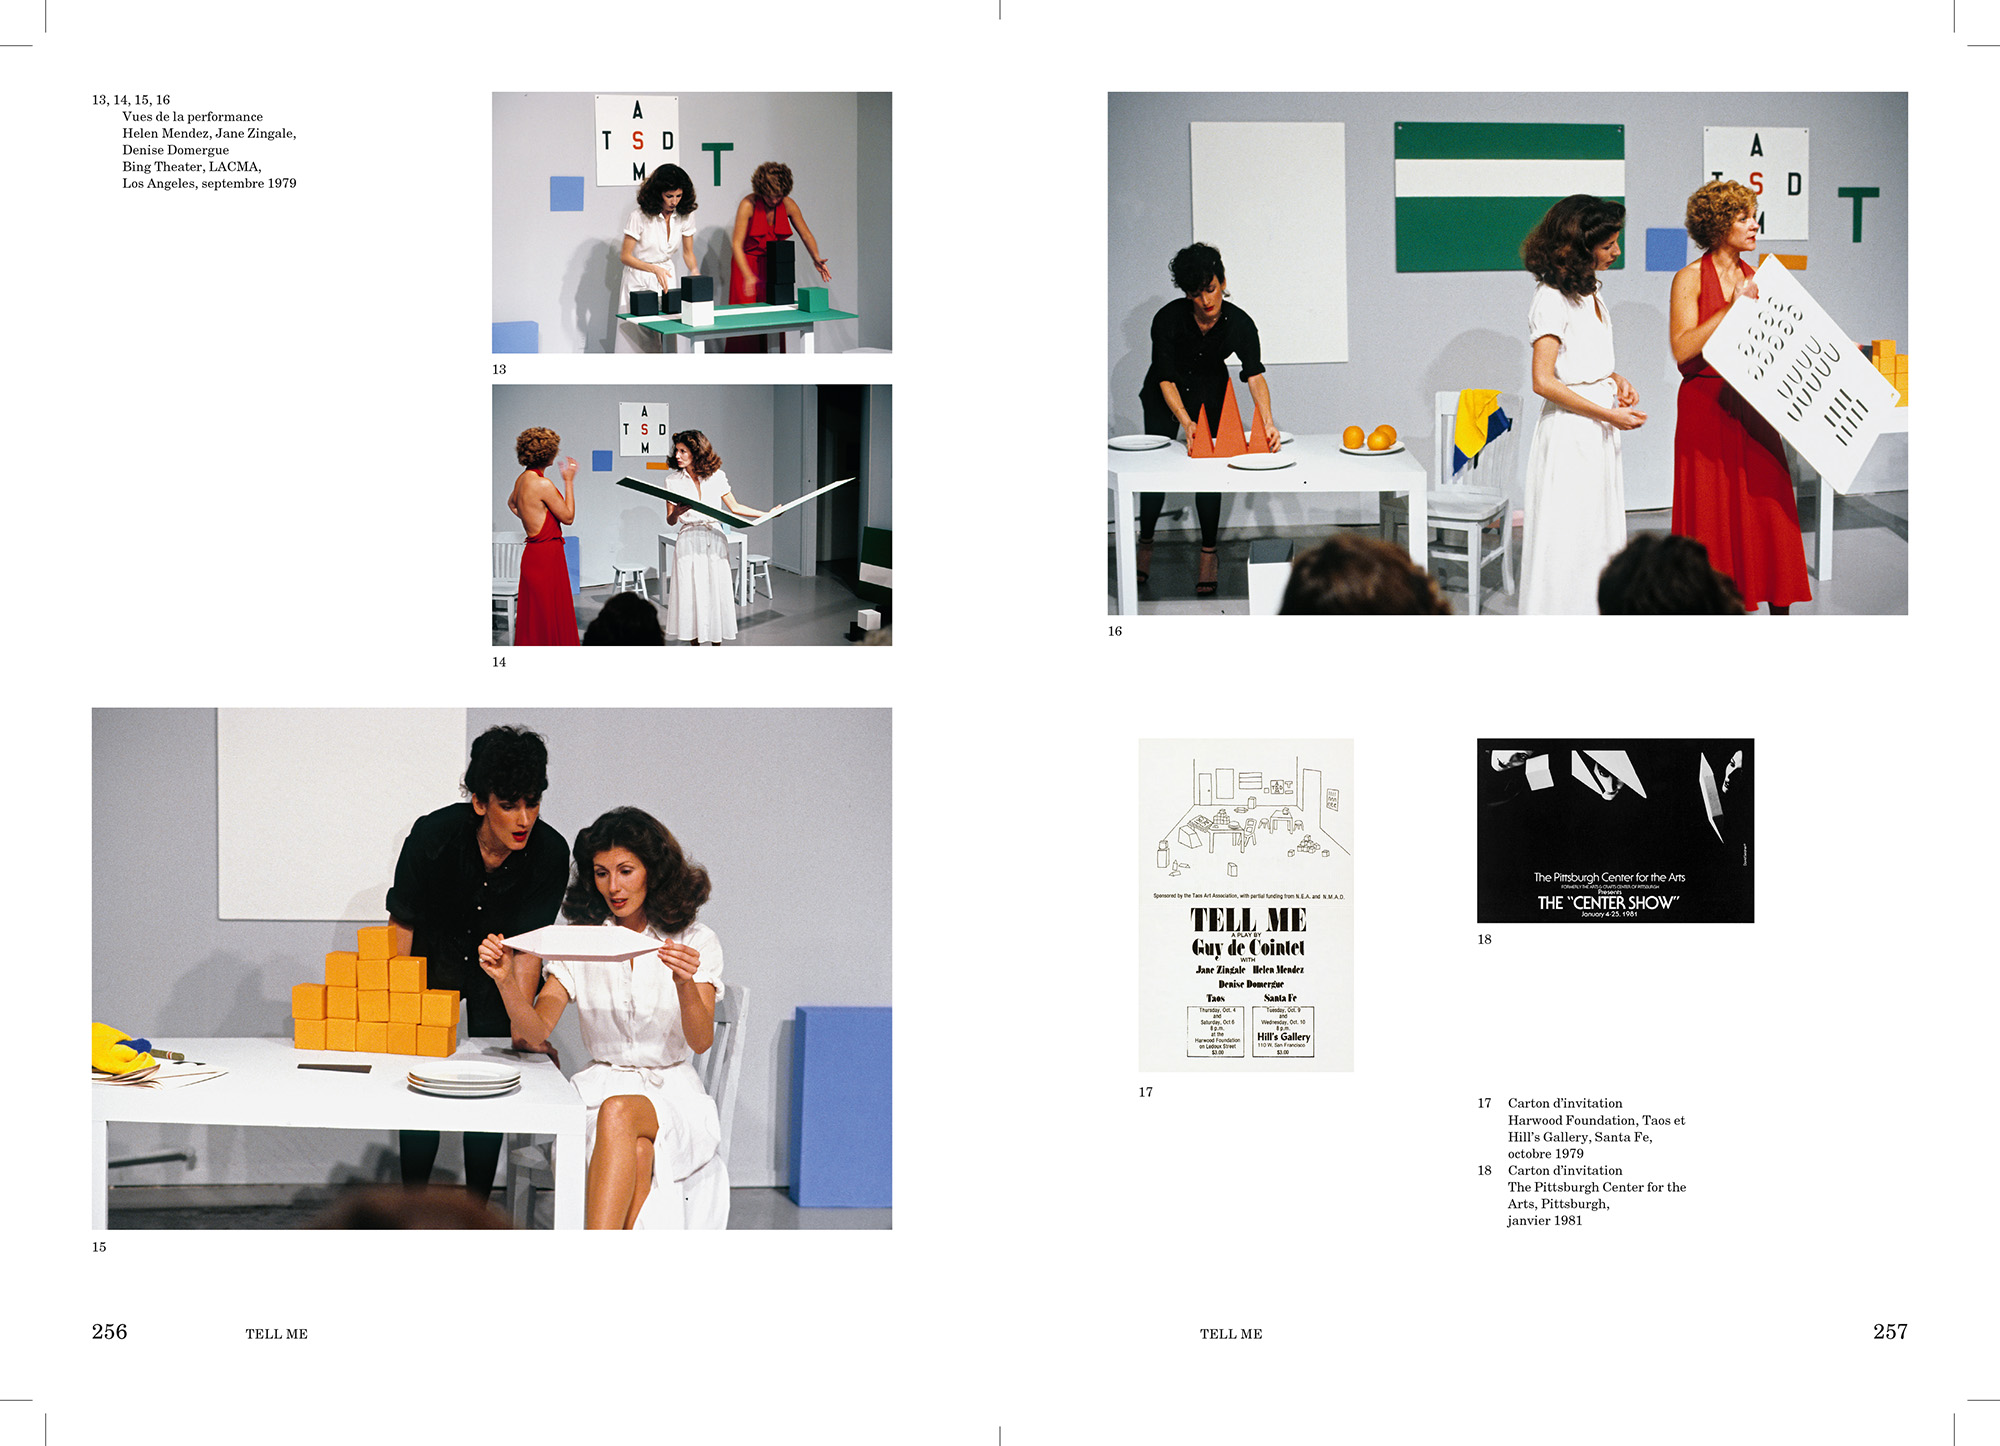 13, 14, 15, 16
Vues de la performance
Helen Mendez, Jane Zingale,
Denise Domergue
Bing Theater, LACMA,
Los Angeles, septembre 1979
A
T S D
M
T
13
A
T S D
M
14
15
A
T S D
M
T
16
Sponsored by the Taos Art Association, with partial funding from N.E.A. and N.M.A.D.
TELL ME
A PLAY BY
Guy de Cointet
WITH
Jane Zingale Helen Mendez
Denise Domergue
Taos
Thursday, Oct. 4
and
Saturday, Oct 6
8 p.m.
at the
Harwood Foundation
on Ledoux Street
$3.00
Santa Fe
Tuesday, Oct. 9
and
Wednesday, Oct. 10
8 p.m.
Hill's Gallery
110 W. San Francisco
$3.00
17
The Pittsburgh Center for the Arts
FORMERLY THE ARTS & CRAFTS CENTER OF PITTSBURGH
Presents
THE "CENTER SHOW"
January 4-25, 1981
18
17 Carton d'invitation
Harwood Foundation, Taos et
Hill's Gallery, Santa Fe,
octobre 1979
18 Carton d'invitation
The Pittsburgh Center for the
Arts, Pittsburgh,
janvier 1981
256
TELL ME
TELL ME
257